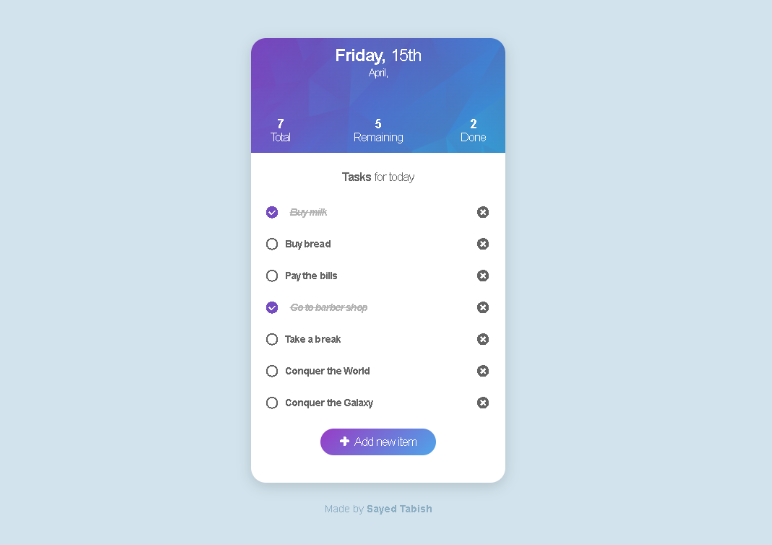 Friday, 15th
April,
7 5 2
Total Remaining Done
Tasks for today
Buy milk
Buy bread
Pay the bills
Go to barber shop
Take a break
Conquer the World
Conquer the Galaxy
Add new item
Made by Sayed Tabish